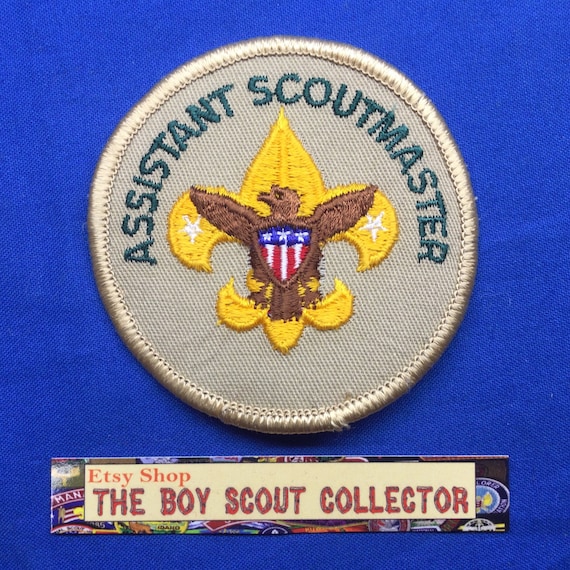 ASSISTANT SCOUTMASTER
Etsy Shop
THE BOY SCOUT COLLECTOR